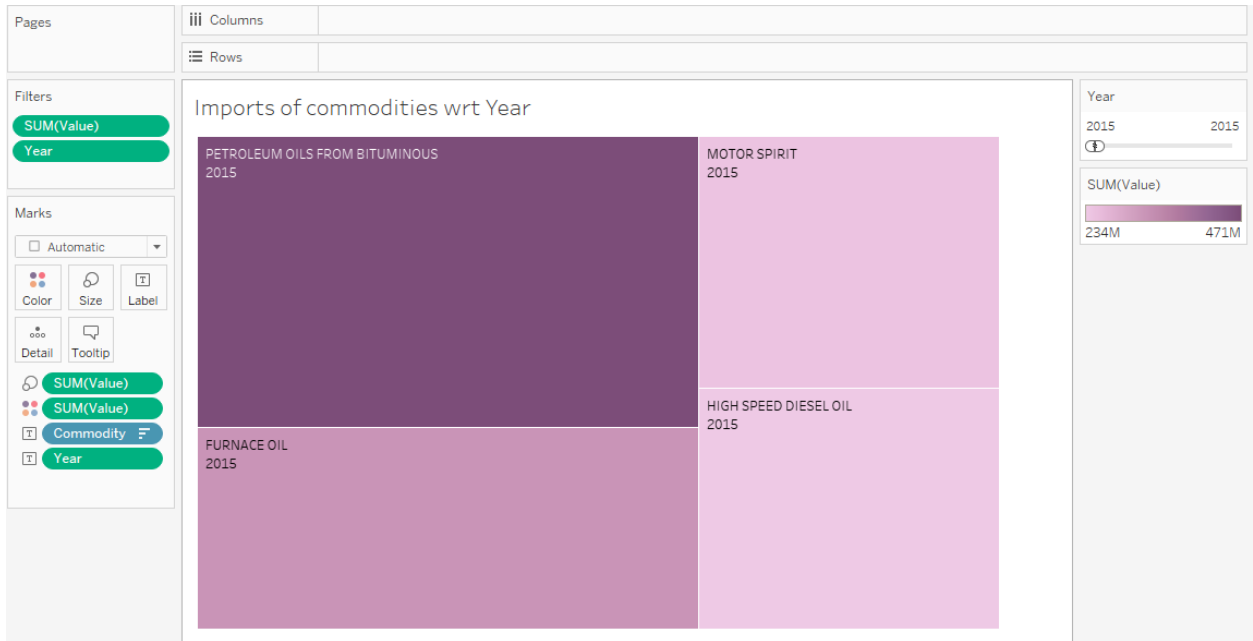 Pages
Columns
Rows
Filters
SUM(Value)
Year
Marks
Automatic
Color
Size
Label
Detail
Tooltip
SUM(Value)
SUM(Value)
Commodity
Year
Imports of commodities wrt Year
PETROLEUM OILS FROM BITUMINOUS
2015
MOTOR SPIRIT
2015
FURNACE OIL
2015
HIGH SPEED DIESEL OIL
2015
Year
2015 2015
SUM(Value)
234M 471M